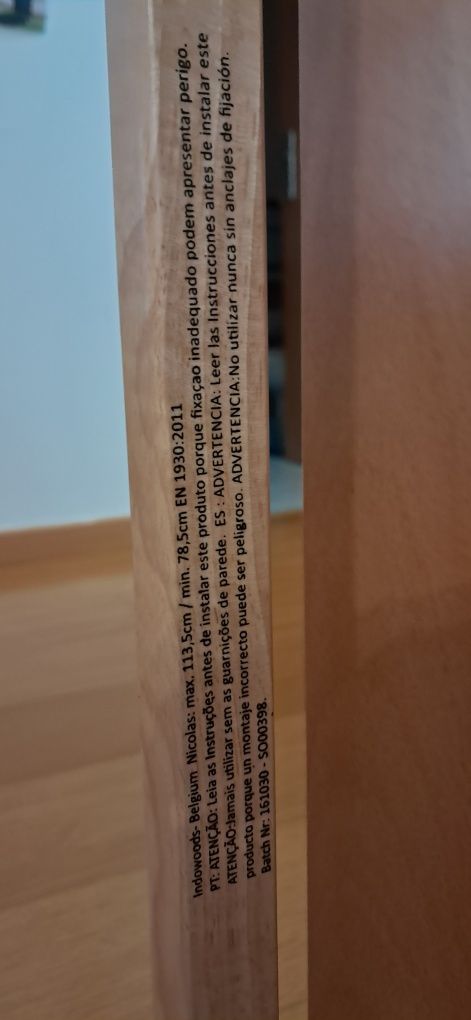 Indowoods- Belgium Nicolas: max. 113,5cm / min. 78,5cm EN 1930:2011
PT: ATENÇÃO: Leia as Instruções antes de instalar este produto porque fixaçao inadequado podem apresentar perigo.
ATENÇÃO:Jamais utilizar sem as guarnições de parede. ES : ADVERTENCIA: Leer las Instrucciones antes de instalar este
producto porque un montaje incorrecto puede ser peligroso. ADVERTENCIA:No utilizar nunca sin anclajes de fijación.
Batch Nr: 161030 - SO00398.